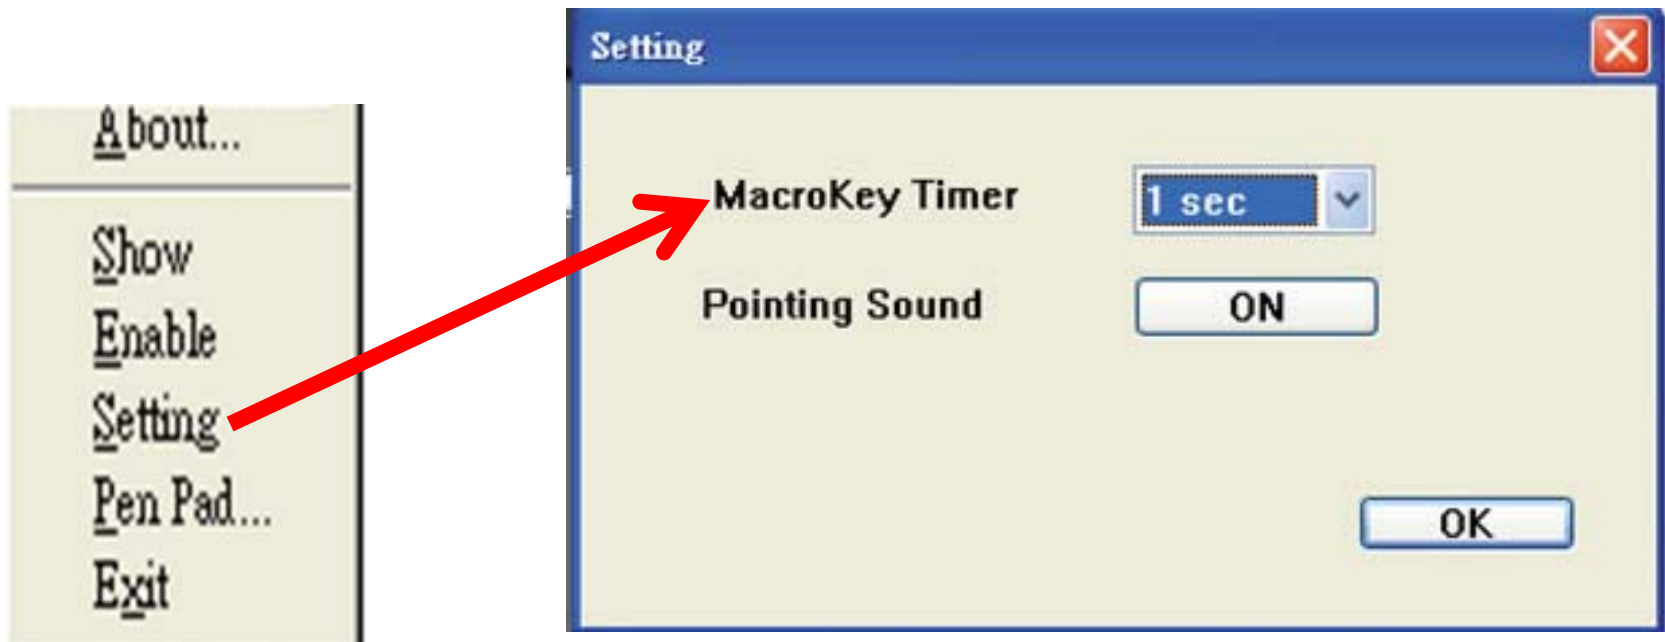 About...
Show
Enable
Setting
Pen Pad...
Exit
Setting
MacroKey Timer 1 sec
Pointing Sound ON
OK